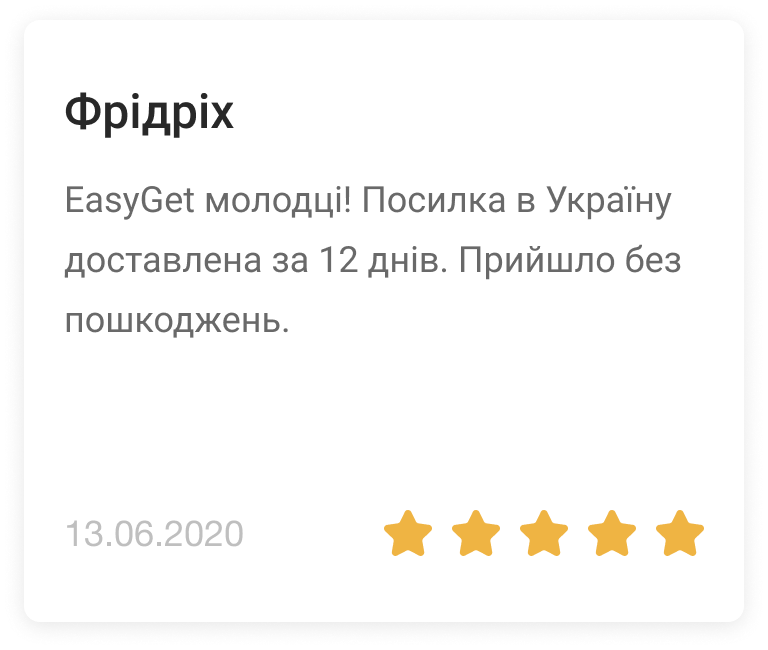 Фрідріх
EasyGet молодці! Посилка в Україну
доставлена за 12 днів. Прийшло без
пошкоджень.
13.06.2020